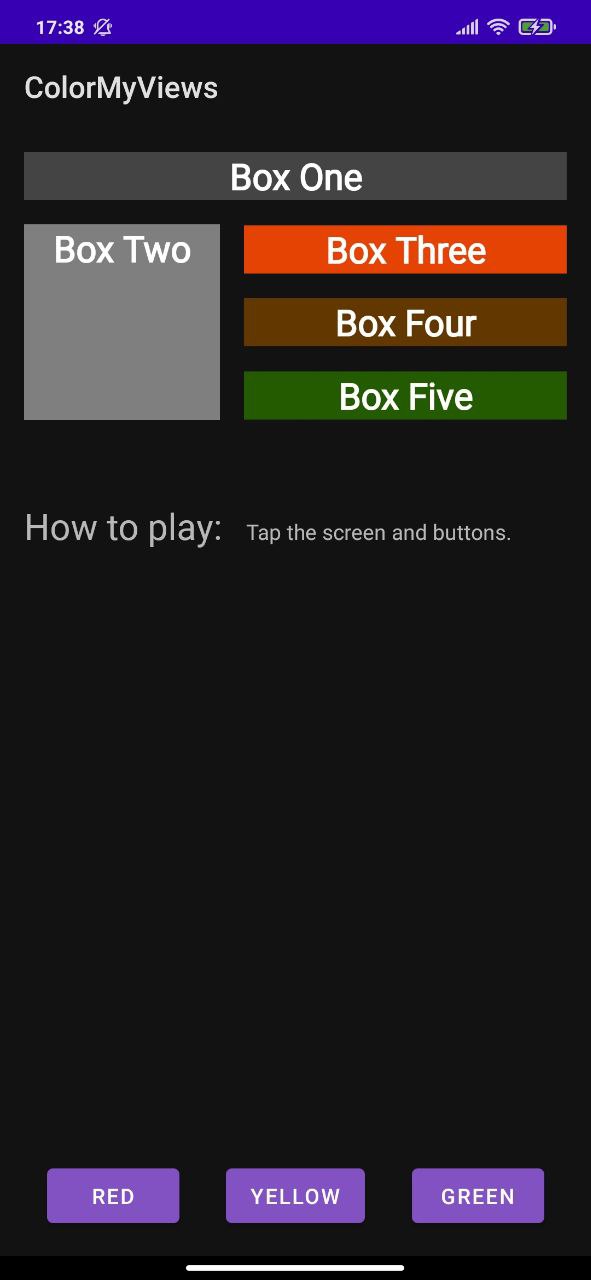 17:38
ColorMyViews
Box One
Box Two
Box Three
Box Four
Box Five
How to play: Tap the screen and buttons.
RED YELLOW GREEN